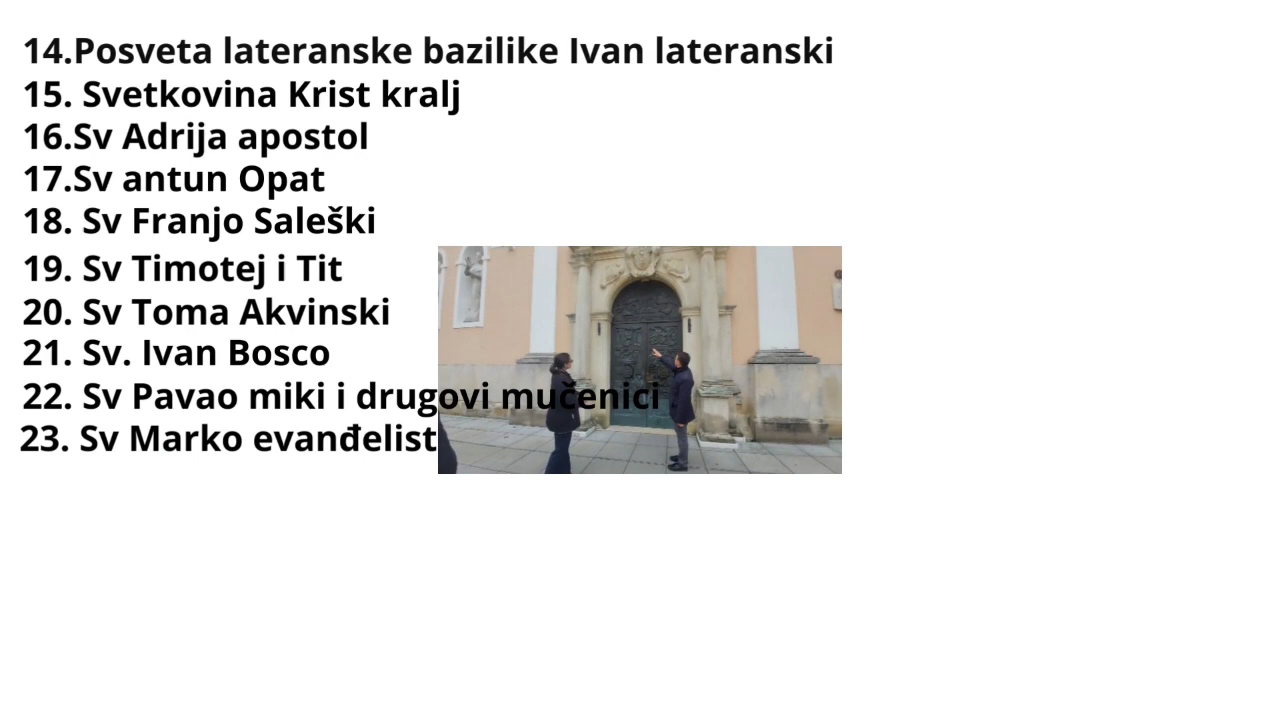 14.Posveta lateranske bazilike Ivan lateranski
15. Svetkovina Krist kralj
16.Sv Adrija apostol
17.Sv antun Opat
18. Sv Franjo Saleški
19. Sv Timotej i Tit
20. Sv Toma Akvinski
21. Sv. Ivan Bosco
22. Sv Pavao miki i drugovi mučenici
23. Sv Marko evanđelist